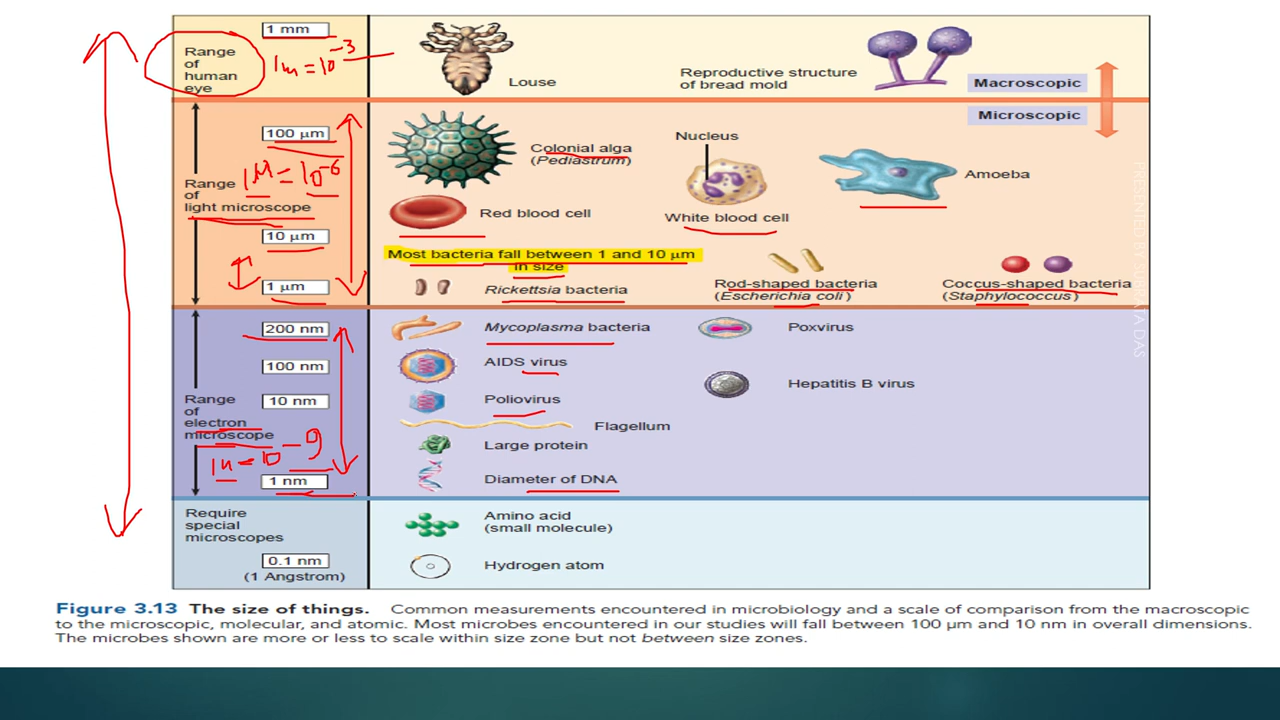 1 mm
Range
of
human
eye
1m = 10^-3
Louse
Reproductive structure
of bread mold
Macroscopic
Microscopic
100 µm
1M = 10^-6
Range
of
light microscope
10 µm
1 µm
Colonial alga
(Pediastrum)
Nucleus
Amoeba
Red blood cell
White blood cell
Most bacteria fall between 1 and 10 µm
in size
Rickettsia bacteria
Rod-shaped bacteria
(Escherichia coli)
Coccus-shaped bacteria
(Staphylococcus)
200 nm
100 nm
10 nm
Range
of
electron
microscope
1n = 10^-9
1 nm
Mycoplasma bacteria
Poxvirus
AIDS virus
Hepatitis B virus
Poliovirus
Flagellum
Large protein
Diameter of DNA
Require
special
microscopes
0.1 nm
(1 Angstrom)
Amino acid
(small molecule)
Hydrogen atom
PRESENTED BY
DAS
Figure 3.13 The size of things. Common measurements encountered in microbiology and a scale of comparison from the macroscopic
to the microscopic, molecular, and atomic. Most microbes encountered in our studies will fall between 100 µm and 10 nm in overall dimensions.
The microbes shown are more or less to scale within size zone but not between size zones.